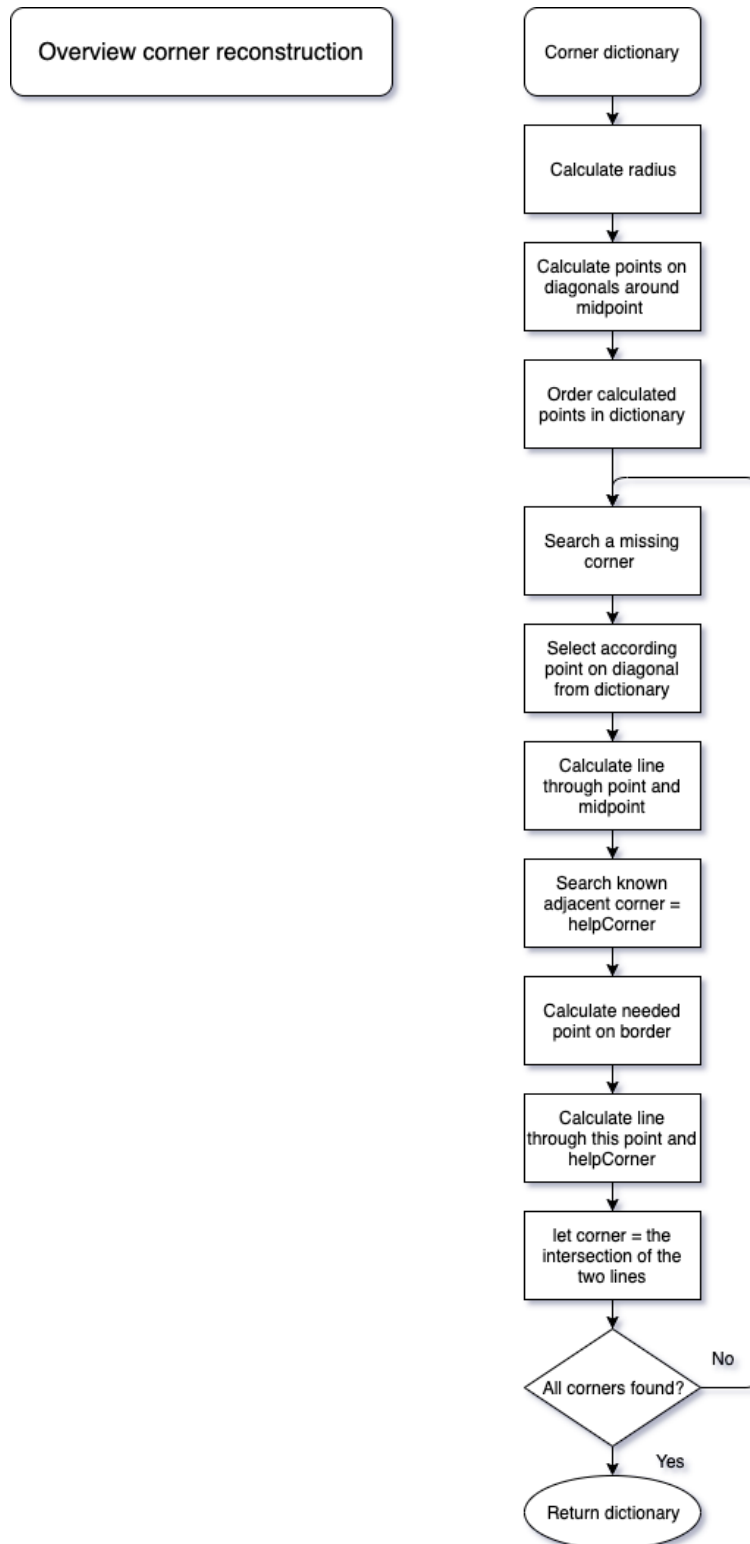 Overview corner reconstruction
Corner dictionary
Calculate radius
Calculate points on
diagonals around
midpoint
Order calculated
points in dictionary
Search a missing
corner
Select according
point on diagonal
from dictionary
Calculate line
through point and
midpoint
Search known
adjacent corner =
helpCorner
Calculate needed
point on border
Calculate line
through this point and
helpCorner
let corner = the
intersection of the
two lines
All corners found?
No
Yes
Return dictionary